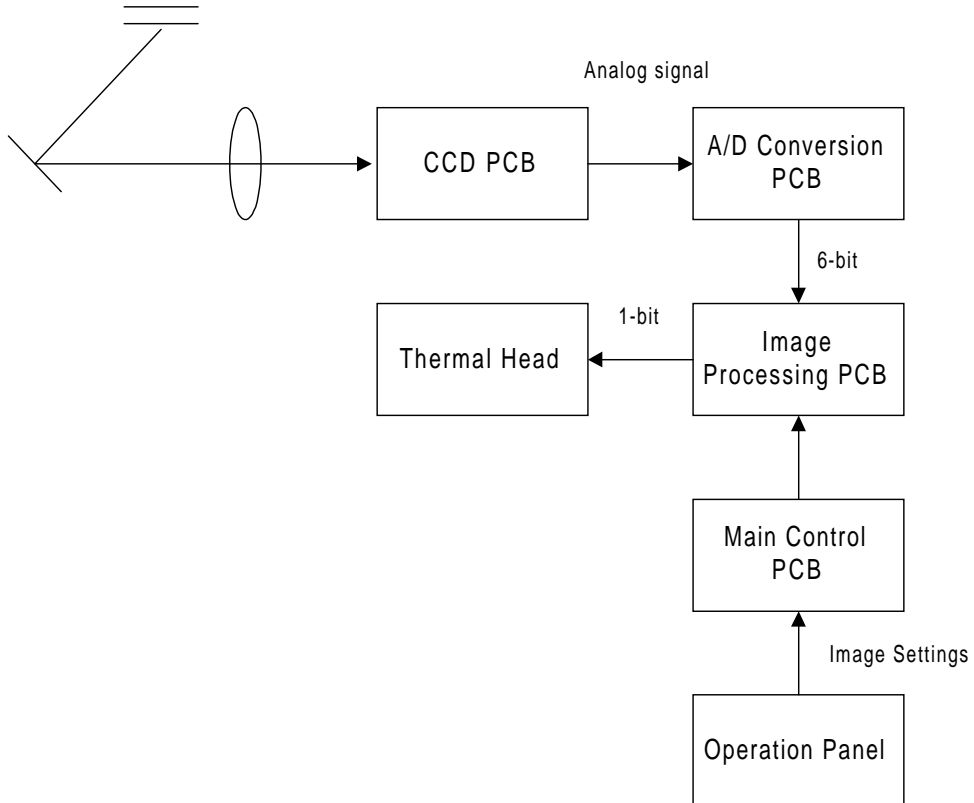 Analog signal
CCD PCB
A/D Conversion
PCB
6-bit
1-bit
Thermal Head
Image
Processing PCB
Main Control
PCB
Image Settings
Operation Panel